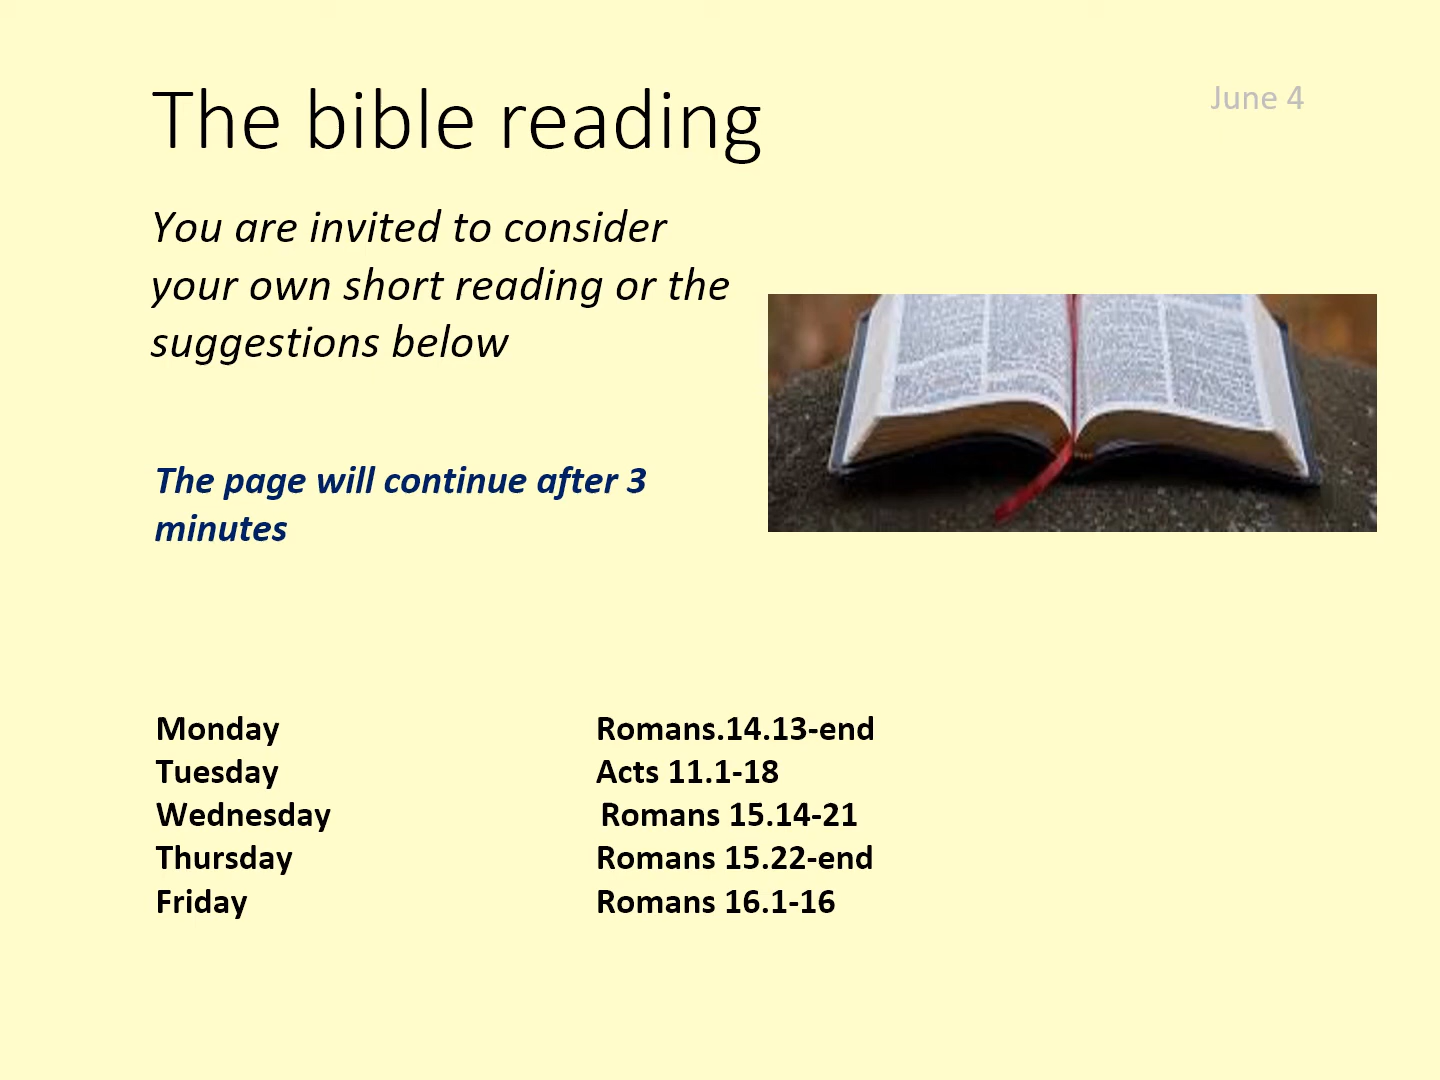 The bible reading
June 4
You are invited to consider
your own short reading or the
suggestions below
The page will continue after 3
minutes
Monday Romans.14.13-end
Tuesday Acts 11.1-18
Wednesday Romans 15.14-21
Thursday Romans 15.22-end
Friday Romans 16.1-16